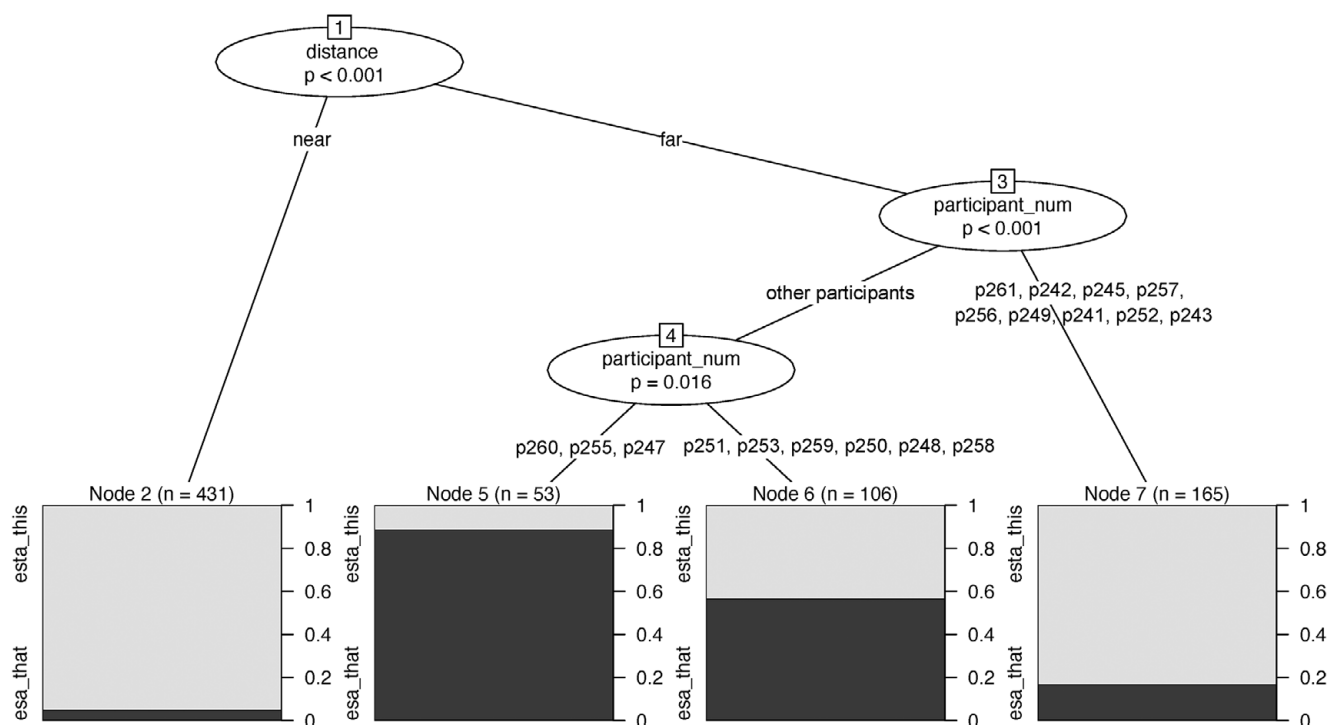 1
distance
p < 0.001
near
far
3
participant_num
p < 0.001
other participants
p261, p242, p245, p257,
p256, p249, p241, p252, p243
4
participant_num
p = 0.016
p260, p255, p247
p251, p253, p259, p250, p248, p258
Node 2 (n = 431)
esta_this
esa_that
1
0.8
0.6
0.4
0.2
0
Node 5 (n = 53)
esta_this
esa_that
1
0.8
0.6
0.4
0.2
0
Node 6 (n = 106)
esta_this
esa_that
1
0.8
0.6
0.4
0.2
0
Node 7 (n = 165)
esta_this
esa_that
1
0.8
0.6
0.4
0.2
0